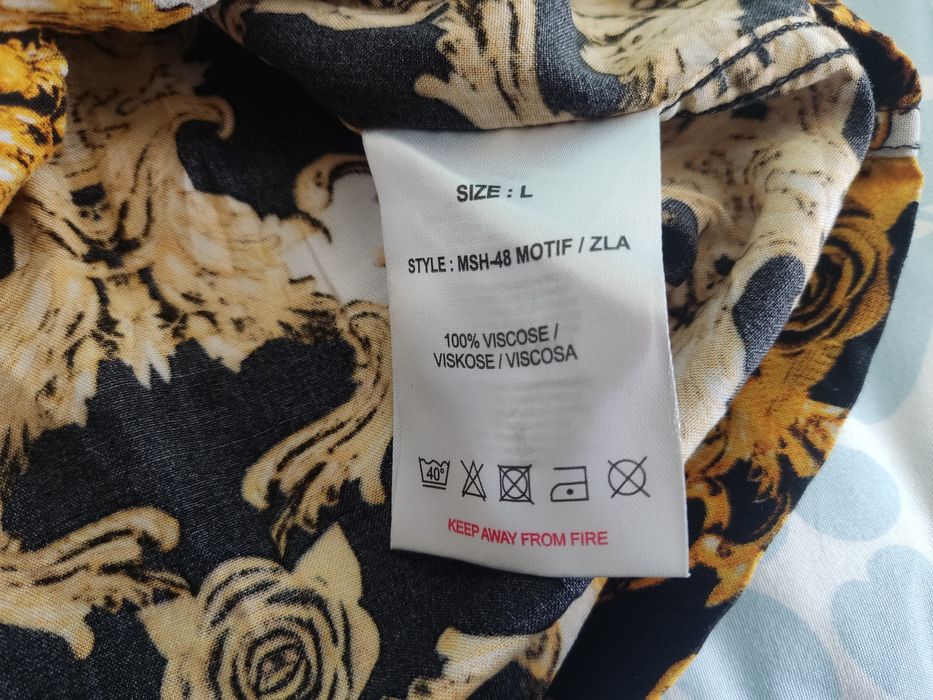 SIZE : L
STYLE : MSH-48 MOTIF / ZLA
100% VISCOSE /
VISKOSE / VISCOSA
40°
KEEP AWAY FROM FIRE